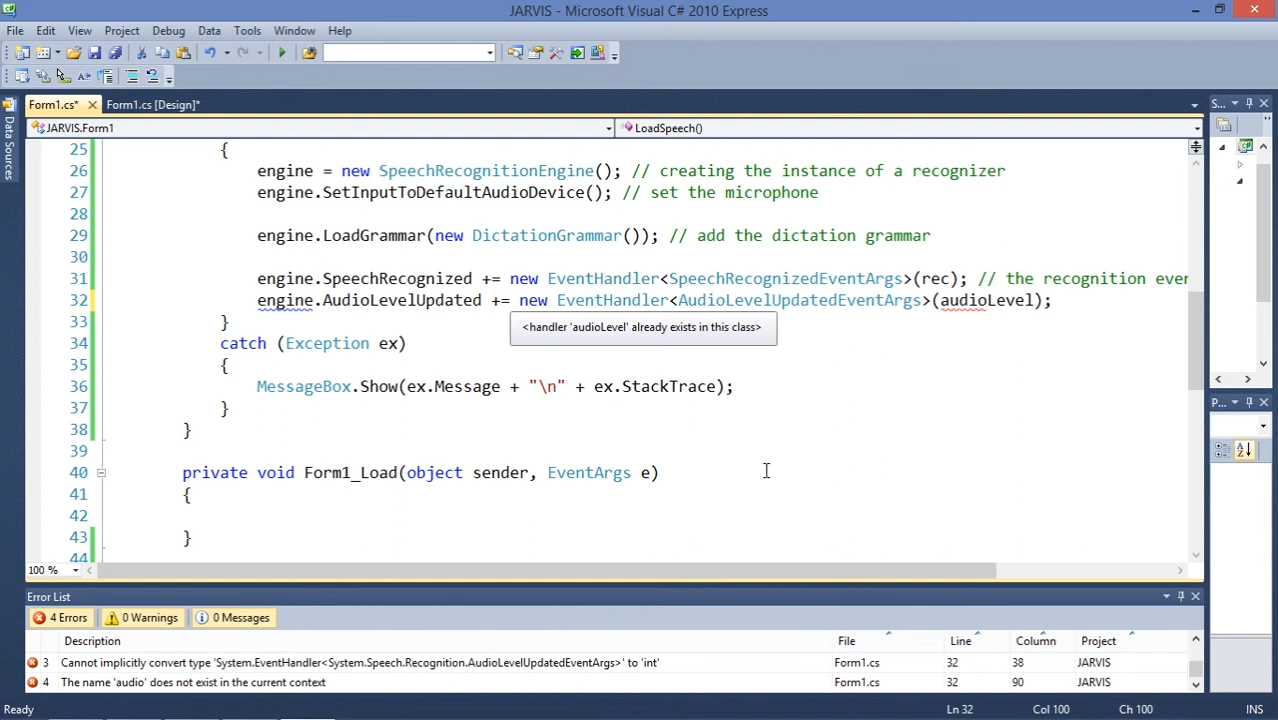 JARVIS - Microsoft Visual C# 2010 Express
File Edit View Project Debug Data Tools Window Help
Form1.cs* Form1.cs [Design]* S...
JARVIS.Form1 LoadSpeech()
Data Sources
25 {
26 engine = new SpeechRecognitionEngine(); // creating the instance of a recognizer
27 engine.SetInputToDefaultAudioDevice(); // set the microphone
28
29 engine.LoadGrammar(new DictationGrammar()); // add the dictation grammar
30
31 engine.SpeechRecognized += new EventHandler<SpeechRecognizedEventArgs>(rec); // the recognition ever
32 engine.AudioLevelUpdated += new EventHandler<AudioLevelUpdatedEventArgs>(audioLevel);
33 }
<handler 'audioLevel' already exists in this class>
34 catch (Exception ex)
35 {
36 MessageBox.Show(ex.Message + "\n" + ex.StackTrace);
37 }
38 }
39
40 private void Form1_Load(object sender, EventArgs e)
41 {
42
43 }
44
P...
100 %
Error List
4 Errors 0 Warnings 0 Messages
Description File Line Column Project
3 Cannot implicitly convert type 'System.EventHandler<System.Speech.Recognition.AudioLevelUpdatedEventArgs>' to 'int' Form1.cs 32 38 JARVIS
4 The name 'audio' does not exist in the current context Form1.cs 32 90 JARVIS
Ready Ln 32 Col 100 Ch 100 INS